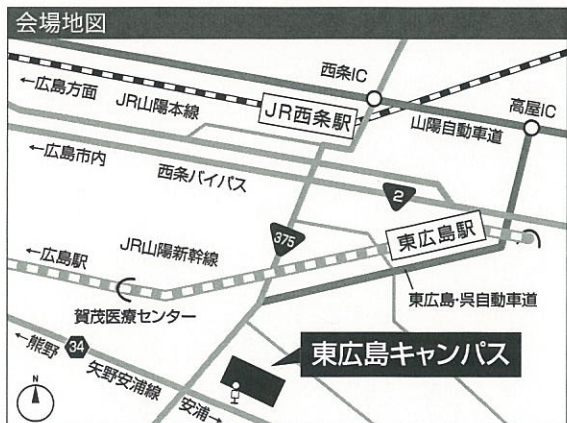 会場地図
西条IC
←広島方面
JR山陽本線
JR西条駅
高屋IC
山陽自動車道
←広島市内
西条バイパス
2
375
東広島駅
←広島駅
JR山陽新幹線
東広島・呉自動車道
賀茂医療センター
34
←熊野
矢野安浦線
安浦→
東広島キャンパス
N